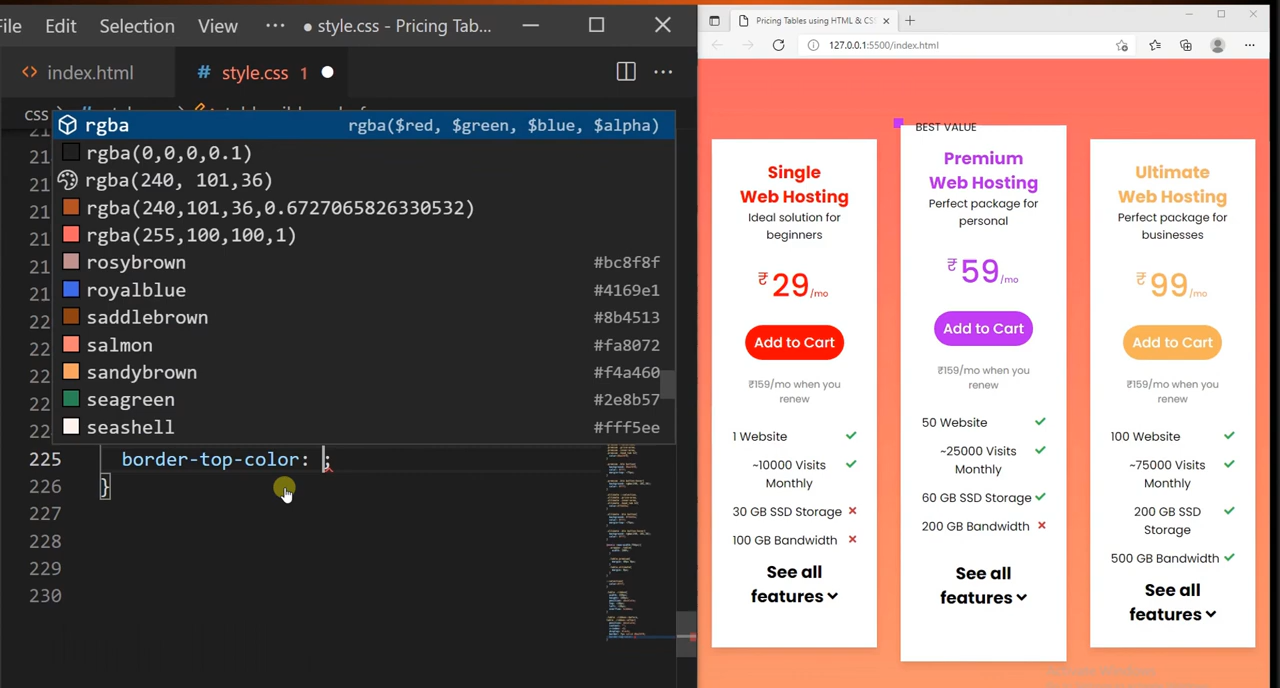 File Edit Selection View ··· ● style.css - Pricing Tab...
<> index.html # style.css 1 ●
css
rgba rgba($red, $green, $blue, $alpha)
rgba(0,0,0,0.1)
rgba(240, 101,36)
rgba(240,101,36,0.6727065826330532)
rgba(255,100,100,1)
rosybrown #bc8f8f
royalblue #4169e1
saddlebrown #8b4513
salmon #fa8072
sandybrown #f4a460
seagreen #2e8b57
seashell #fff5ee
225 border-top-color: ;
226 }
227
228
229
230
Pricing Tables using HTML & CSS
127.0.0.1:5500/index.html
Single
Web Hosting
Ideal solution for
beginners
₹29/mo
Add to Cart
₹159/mo when you
renew
1 Website
~10000 Visits
Monthly
30 GB SSD Storage
100 GB Bandwidth
See all
features
BEST VALUE
Premium
Web Hosting
Perfect package for
personal
₹59/mo
Add to Cart
₹159/mo when you
renew
50 Website
~25000 Visits
Monthly
60 GB SSD Storage
200 GB Bandwidth
See all
features
Ultimate
Web Hosting
Perfect package for
businesses
₹99/mo
Add to Cart
₹159/mo when you
renew
100 Website
~75000 Visits
Monthly
200 GB SSD
Storage
500 GB Bandwidth
See all
features